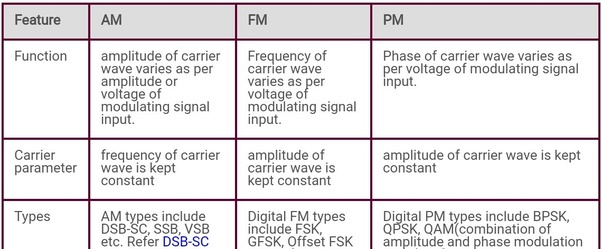 Feature AM FM PM
Function
amplitude of carrier
wave varies as per
amplitude or
voltage of
modulating signal
input.
Frequency of
carrier wave
varies as per
voltage of
modulating signal
input.
Phase of carrier wave varies as
per voltage of modulating signal
input.
Carrier
parameter
frequency of carrier
wave is kept
constant
amplitude of
carrier wave is
kept constant
amplitude of carrier wave is kept
constant
Types
AM types include
DSB-SC, SSB, VSB
etc. Refer DSB-SC
Digital FM types
include FSK,
GFSK, Offset FSK
Digital PM types include BPSK,
QPSK, QAM(combination of
amplitude and phase modulation